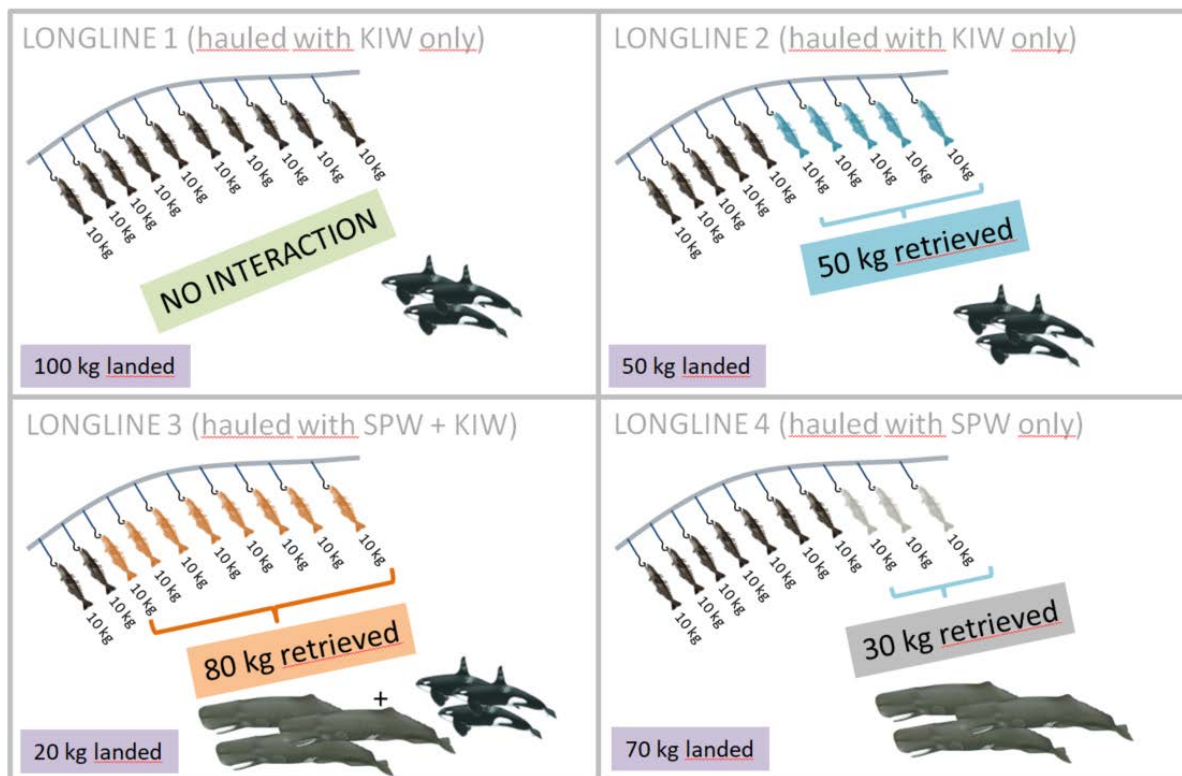 LONGLINE 1 (hauled with KIW only)
10 kg
10 kg
10 kg
10 kg
10 kg
10 kg
10 kg
10 kg
10 kg
10 kg
NO INTERACTION
100 kg landed
LONGLINE 2 (hauled with KIW only)
10 kg
10 kg
10 kg
10 kg
10 kg
10 kg
10 kg
10 kg
10 kg
10 kg
50 kg retrieved
50 kg landed
LONGLINE 3 (hauled with SPW + KIW)
10 kg
10 kg
10 kg
10 kg
10 kg
10 kg
10 kg
10 kg
10 kg
10 kg
80 kg retrieved
+
20 kg landed
LONGLINE 4 (hauled with SPW only)
10 kg
10 kg
10 kg
10 kg
10 kg
10 kg
10 kg
10 kg
10 kg
10 kg
30 kg retrieved
70 kg landed